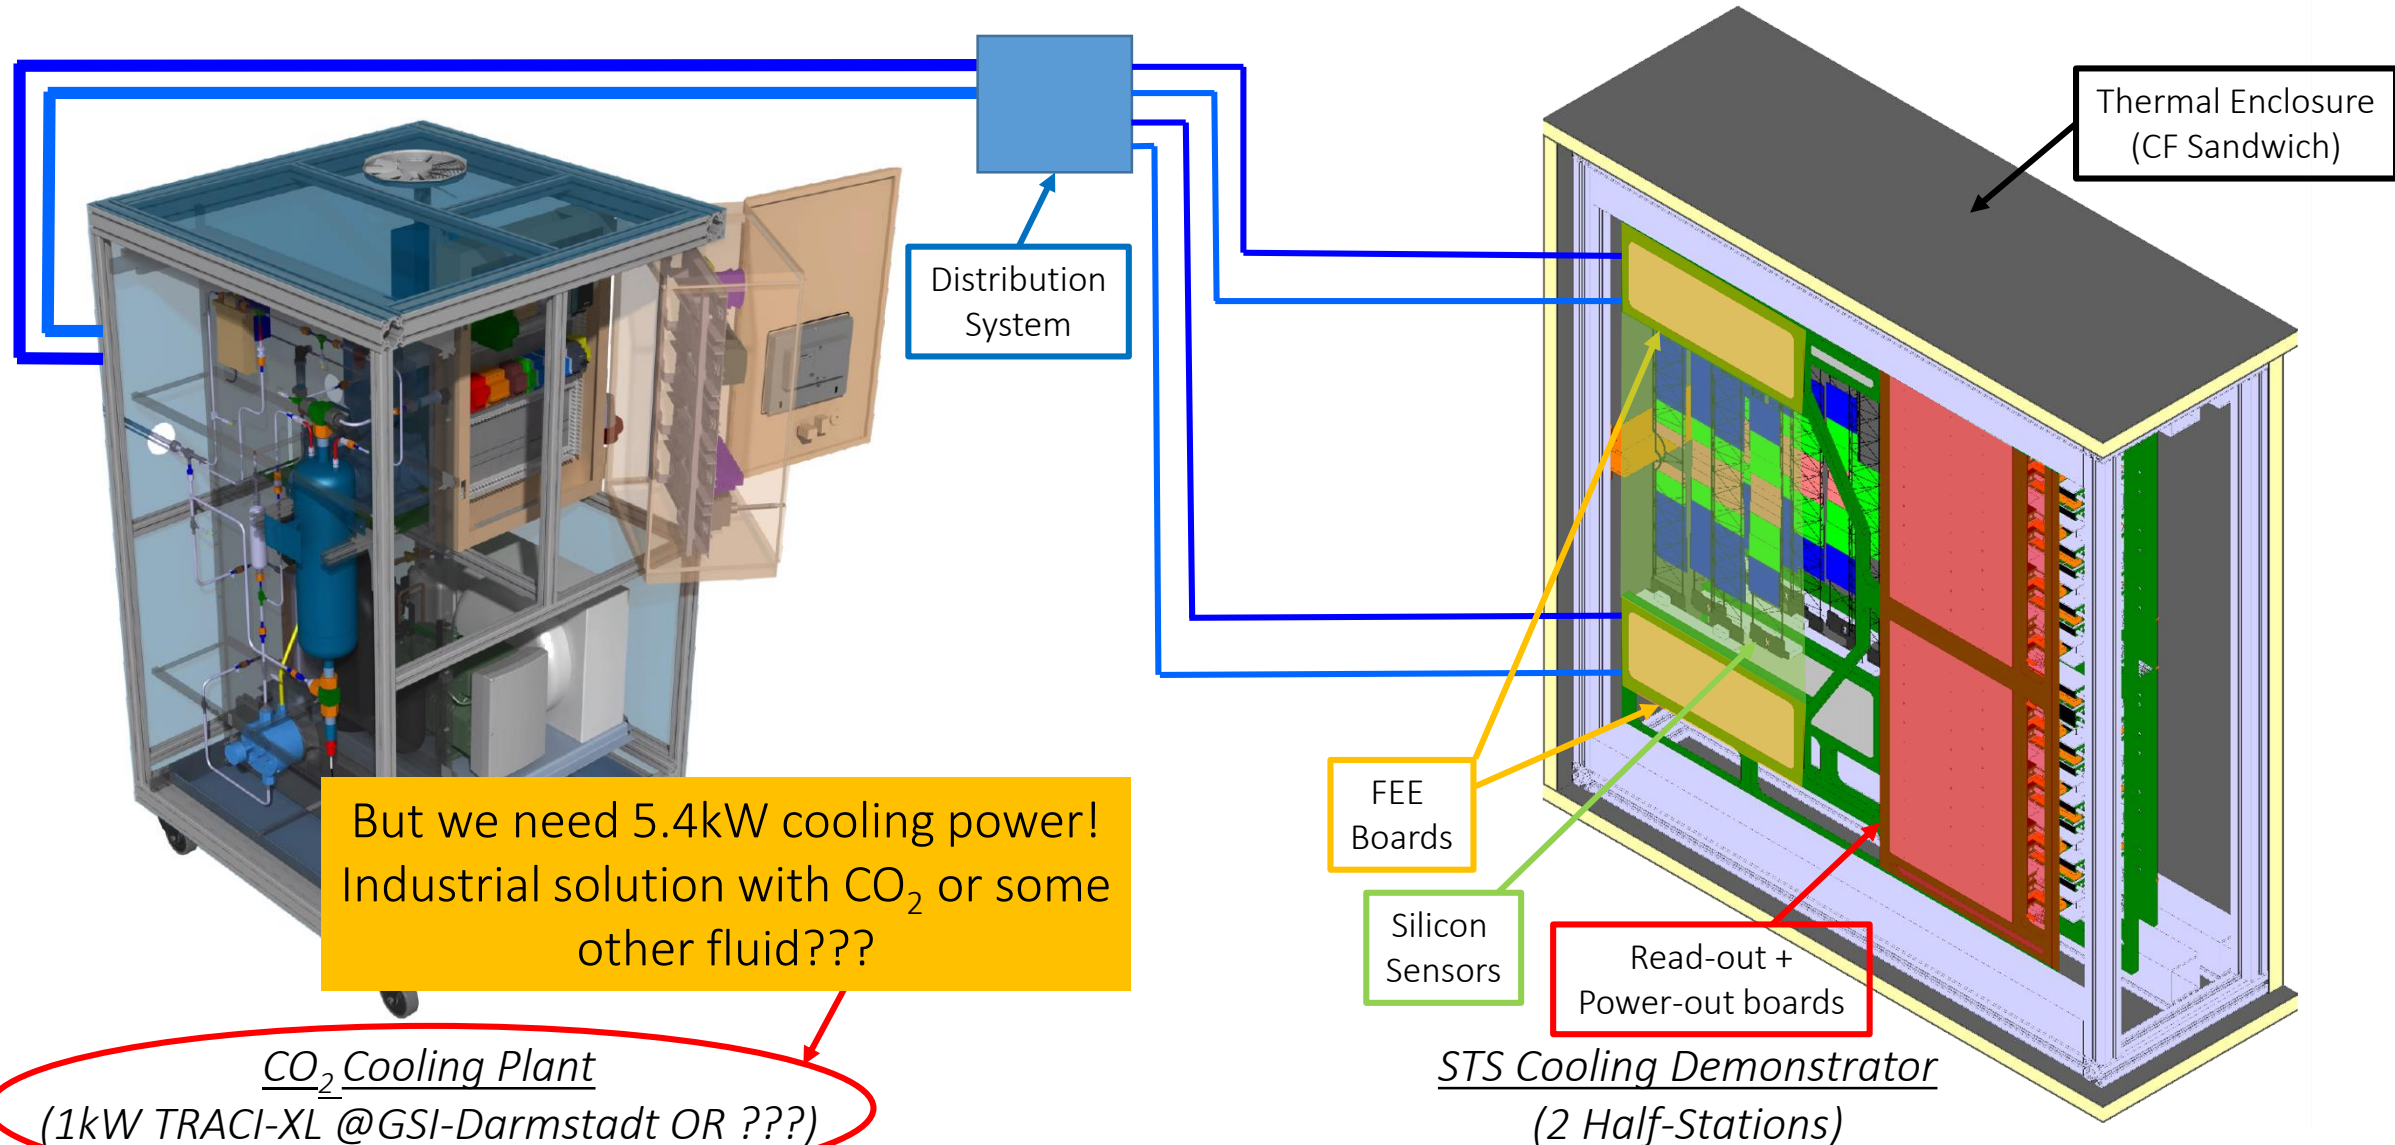 Thermal Enclosure
(CF Sandwich)
Distribution
System
But we need 5.4kW cooling power!
Industrial solution with CO₂ or some
other fluid???
FEE
Boards
Silicon
Sensors
Read-out +
Power-out boards
CO₂ Cooling Plant
(1kW TRACI-XL @GSI-Darmstadt OR ???)
STS Cooling Demonstrator
(2 Half-Stations)